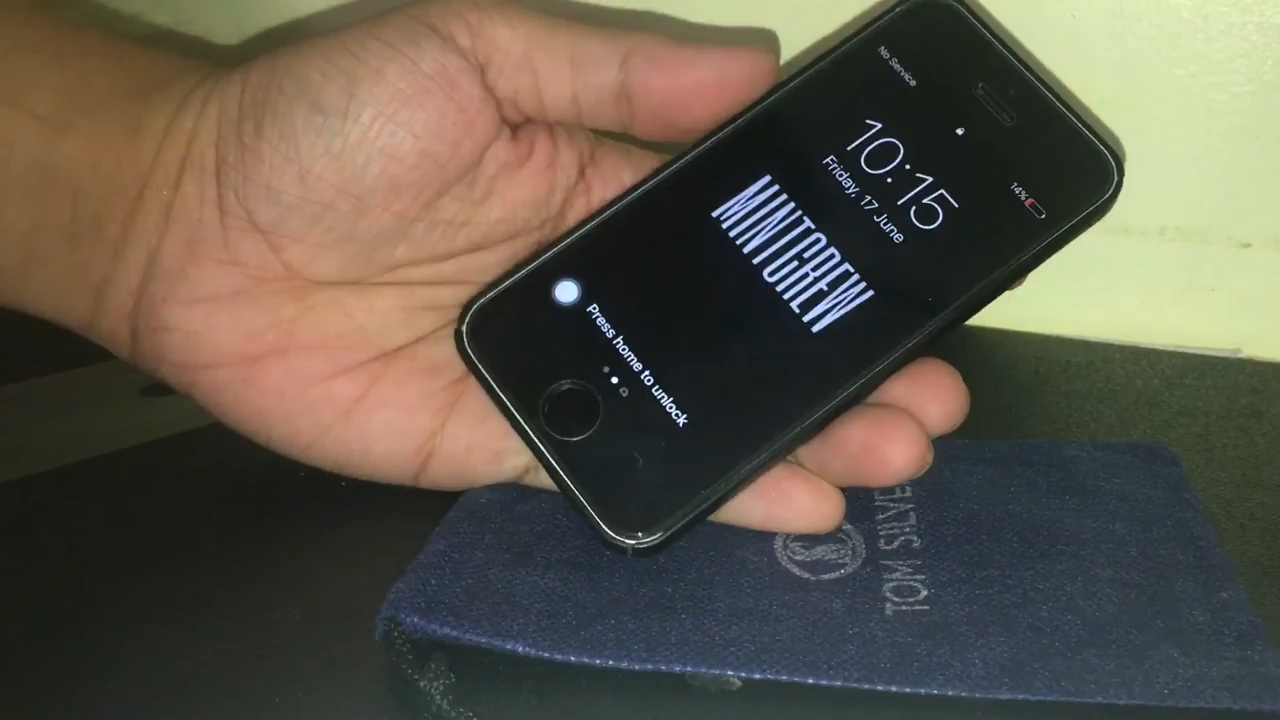 No Service
14%
10:15
Friday, 17 June
MINTCREW
Press home to unlock
TOM SILVE